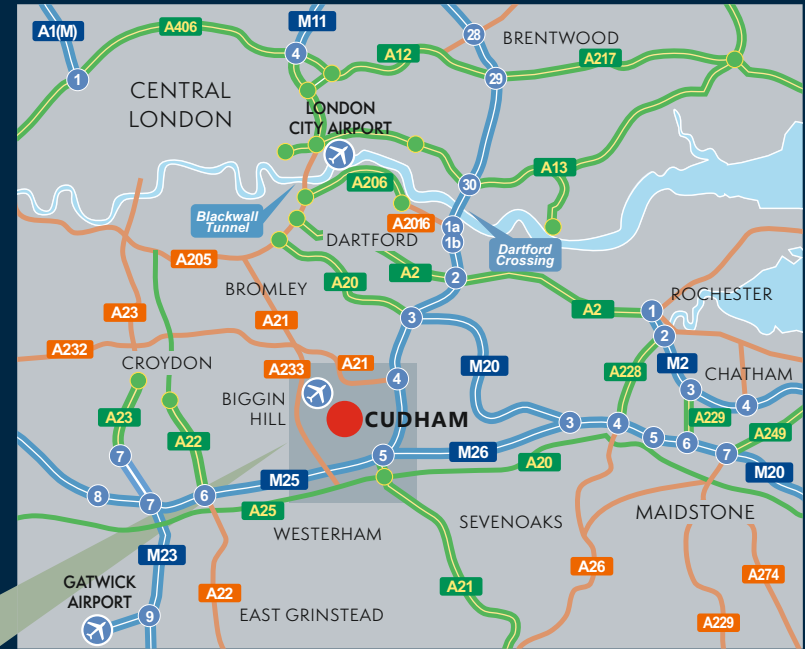 A1(M)
A406
M11
28
BRENTWOOD
4
A12
A217
1
29
CENTRAL
LONDON
LONDON
CITY AIRPORT
A13
A206
30
Blackwall
Tunnel
A2016
1a
1b
Dartford
Crossing
DARTFORD
A205
A2
2
A20
BROMLEY
ROCHESTER
A23
A21
A2
1
3
2
A232
CROYDON
A21
M20
M2
A233
A228
CHATHAM
4
3
BIGGIN
HILL
4
A23
CUDHAM
A229
A22
3
4
5
6
A249
7
5
M26
7
A20
M25
M20
8
7
6
A25
SEVENOAKS
MAIDSTONE
WESTERHAM
M23
GATWICK
AIRPORT
A26
A274
A22
A21
9
EAST GRINSTEAD
A229